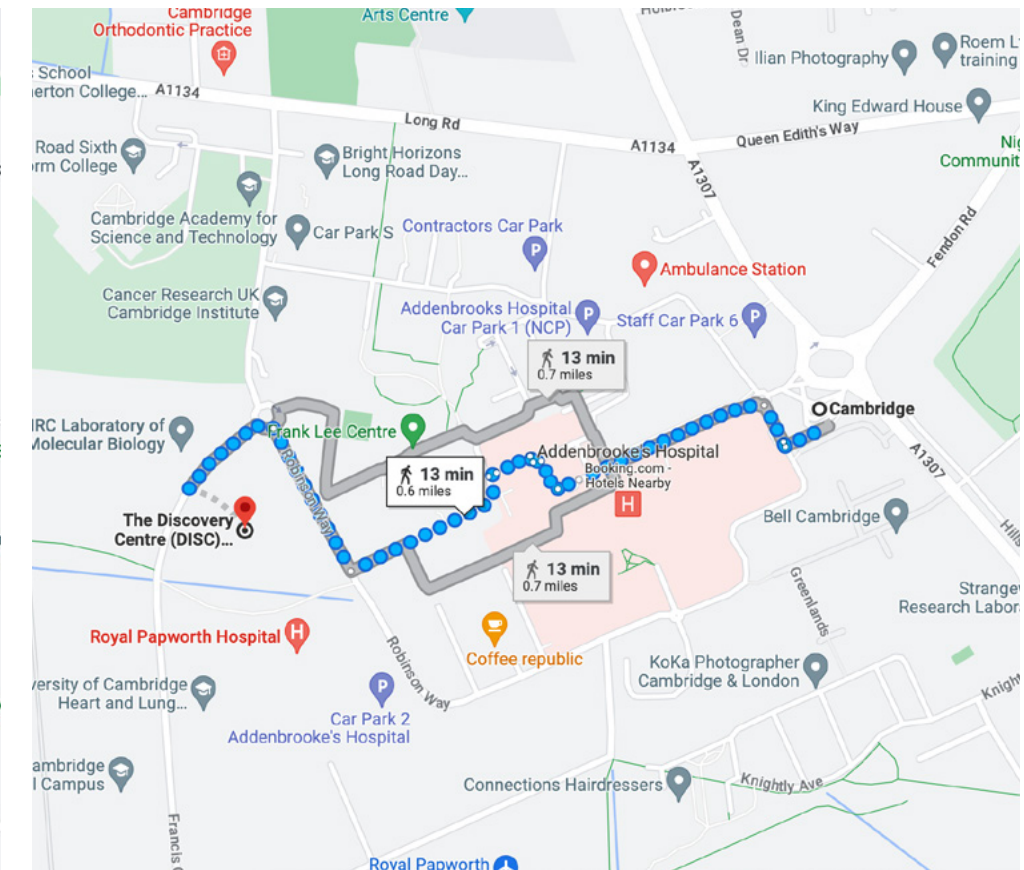 Cambridge
Orthodontic Practice
Arts Centre
Dean Dr
Ilian Photography
Roem
training
School
erton College...
A1134
King Edward House
Long Rd
A1134
Queen Edith's Way
Road Sixth
orm College
Bright Horizons
Long Road Day...
A1307
Communit
Cambridge Academy for
Science and Technology
Car Park S
Contractors Car Park
P
Fendon Rd
Ambulance Station
Cancer Research UK
Cambridge Institute
Addenbrooks Hospital
Car Park 1 (NCP)
P
Staff Car Park 6
P
13 min
0.7 miles
Cambridge
IRC Laboratory of
Molecular Biology
Frank Lee Centre
Addenbrooke's Hospital
Booking.com -
Hotels Nearby
H
A1307
13 min
0.6 miles
Robinson Way
The Discovery
Centre (DISC)...
Bell Cambridge
Hills
13 min
0.7 miles
Greenlands
Strangew
Research Labora
Royal Papworth Hospital
H
Coffee republic
Robinson Way
KoKa Photographer
Cambridge & London
versity of Cambridge
Heart and Lung...
P
Knight
Car Park 2
Addenbrooke's Hospital
ambridge
l Campus
Connections Hairdressers
Knightly Ave
Francis
Royal Papworth